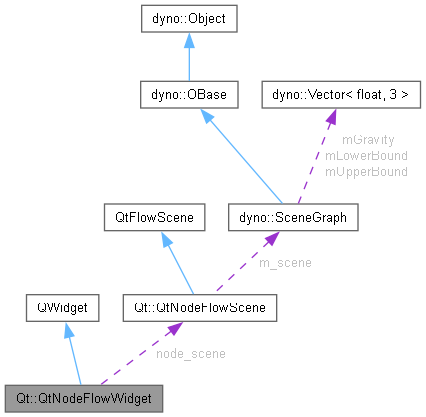 dyno::Object
dyno::OBase
dyno::Vector< float, 3 >
mGravity
mLowerBound
mUpperBound
QtFlowScene
dyno::SceneGraph
m_scene
QWidget
Qt::QtNodeFlowScene
node_scene
Qt::QtNodeFlowWidget